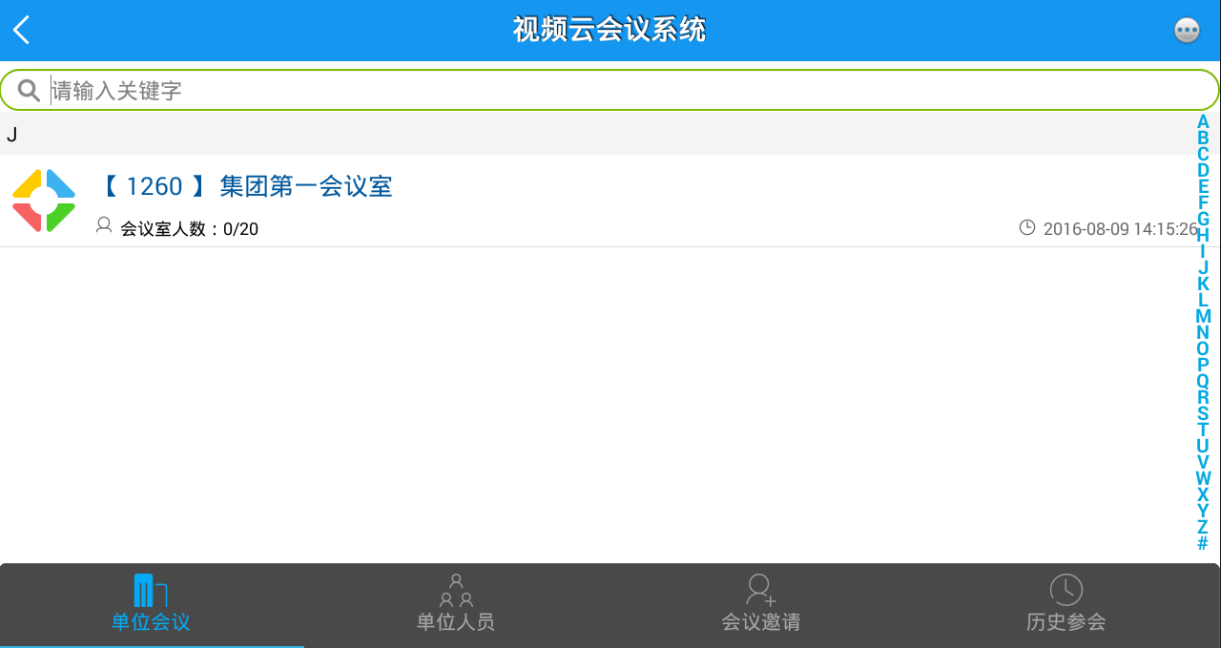 视频云会议系统
请输入关键字
J
【 1260 】 集团第一会议室
会议室人数：0/20
2016-08-09 14:15:26
A
B
C
D
E
F
G
H
I
J
K
L
M
N
O
P
Q
R
S
T
U
V
W
X
Y
Z
#
单位会议
单位人员
会议邀请
历史参会